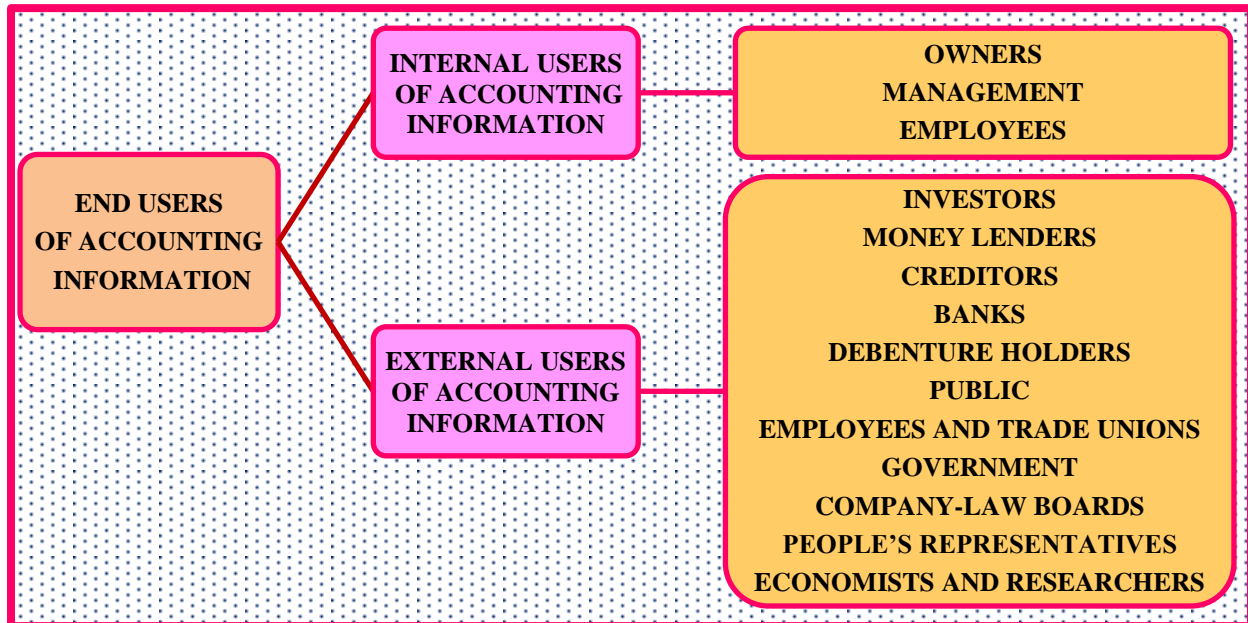 END USERS
OF ACCOUNTING
INFORMATION
INTERNAL USERS
OF ACCOUNTING
INFORMATION
OWNERS
MANAGEMENT
EMPLOYEES
EXTERNAL USERS
OF ACCOUNTING
INFORMATION
INVESTORS
MONEY LENDERS
CREDITORS
BANKS
DEBENTURE HOLDERS
PUBLIC
EMPLOYEES AND TRADE UNIONS
GOVERNMENT
COMPANY-LAW BOARDS
PEOPLE’S REPRESENTATIVES
ECONOMISTS AND RESEARCHERS